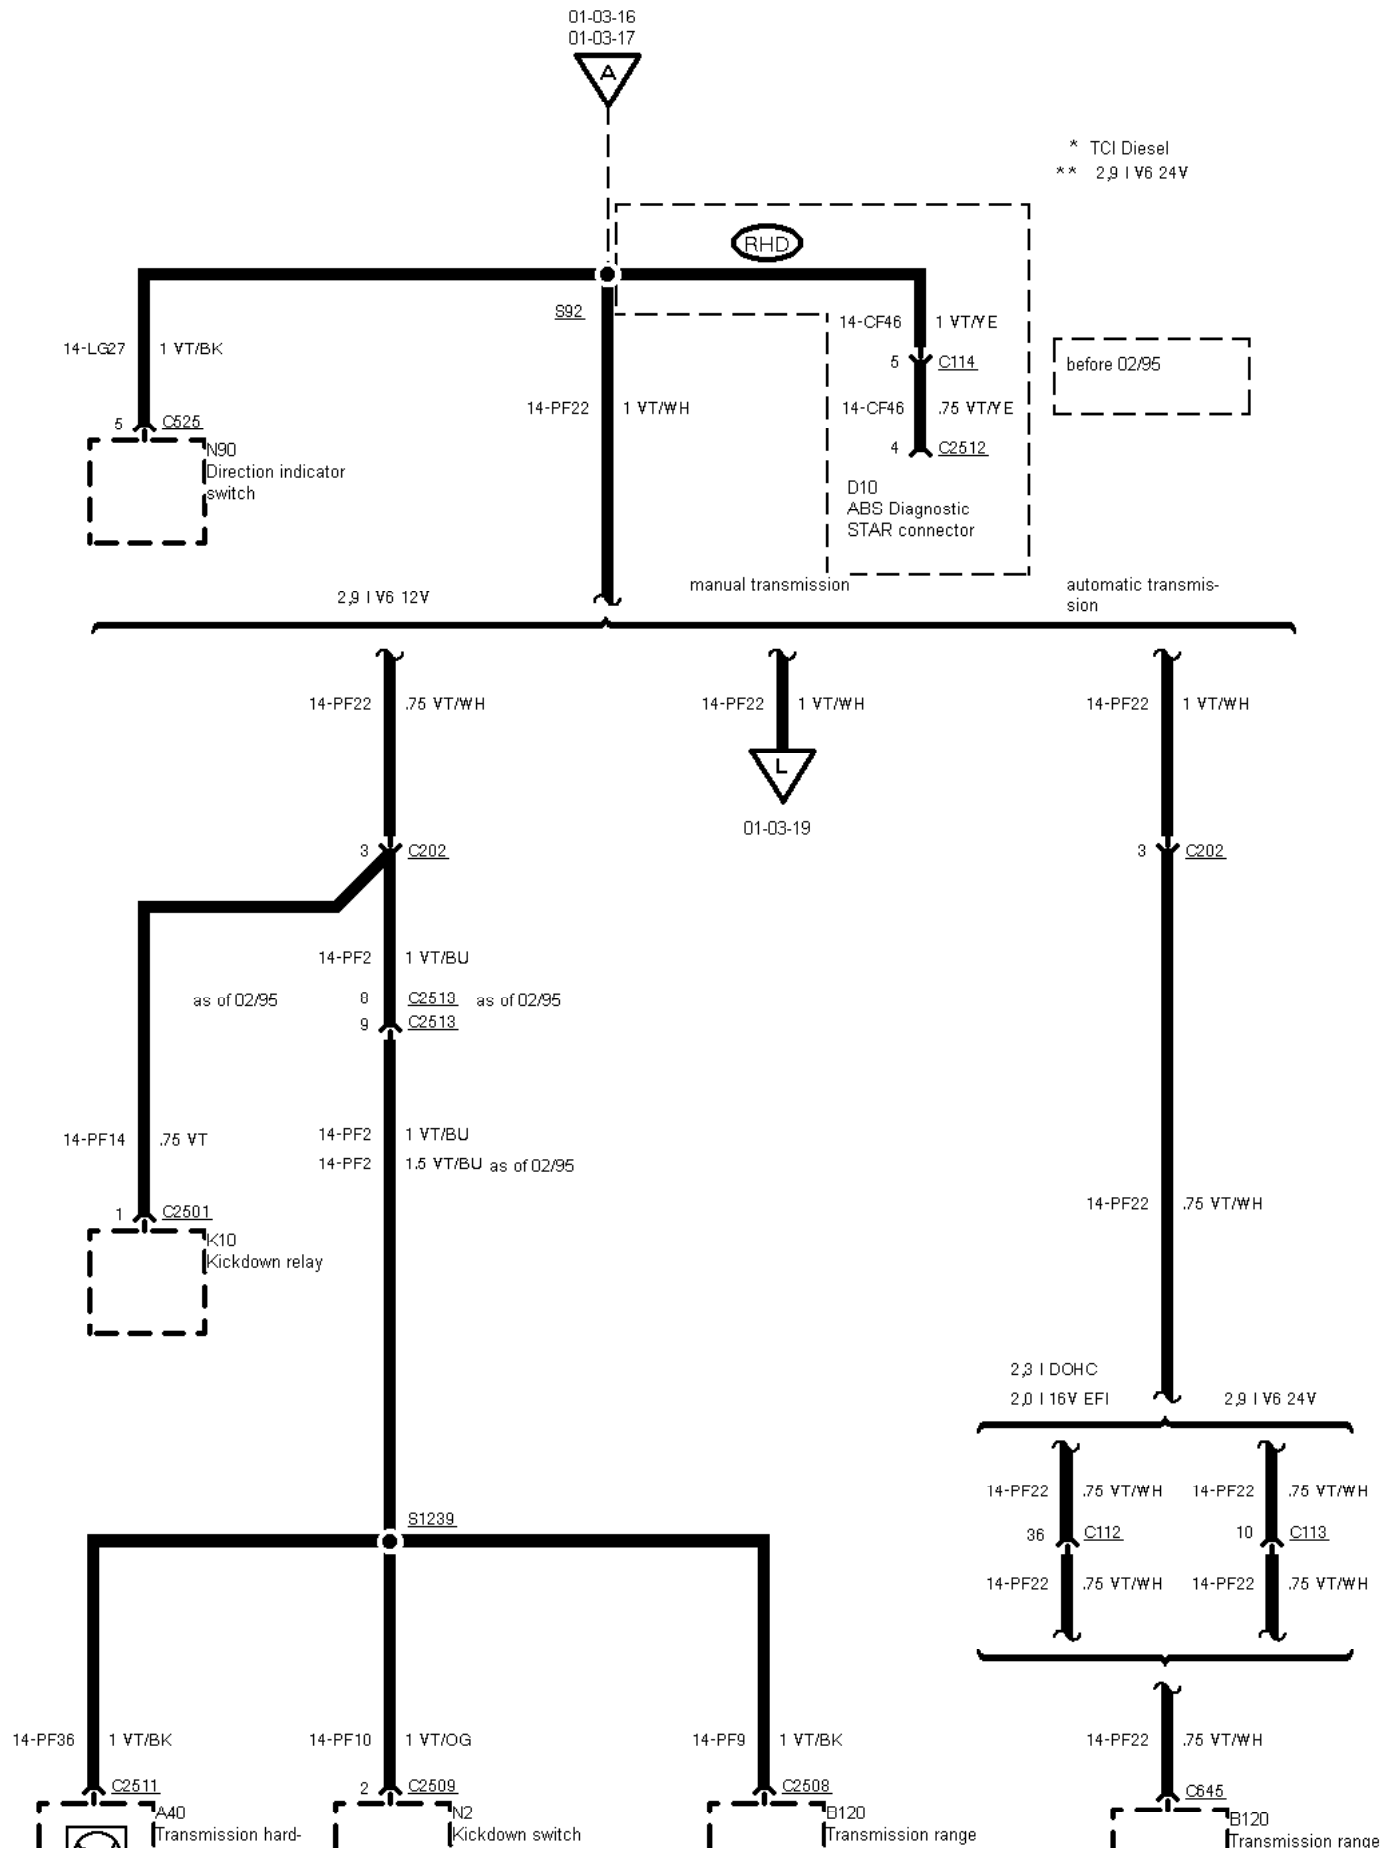 01-03-16
01-03-17
A
* TCI Diesel
** 2,9 l V6 24V
RHD
S92
14-LG27 1 VT/BK
14-CF46 1 VT/YE
5 C114
before 02/95
14-PF22 1 VT/WH
14-CF46 .75 VT/YE
5 C525
4 C2512
N90
Direction indicator
switch
D10
ABS Diagnostic
STAR connector
2,9 l V6 12V
manual transmission
automatic transmis-
sion
14-PF22 .75 VT/WH
14-PF22 1 VT/WH
14-PF22 1 VT/WH
L
01-03-19
3 C202
3 C202
14-PF2 1 VT/BU
as of 02/95
8 C2513 as of 02/95
9 C2513
14-PF14 .75 VT
14-PF2 1 VT/BU
14-PF2 1.5 VT/BU as of 02/95
14-PF22 .75 VT/WH
1 C2501
K10
Kickdown relay
2,3 l DOHC
2,0 l 16V EFI
2,9 l V6 24V
14-PF22 .75 VT/WH
14-PF22 .75 VT/WH
S1239
36 C112
10 C113
14-PF22 .75 VT/WH
14-PF22 .75 VT/WH
14-PF36 1 VT/BK
14-PF10 1 VT/OG
14-PF9 1 VT/BK
14-PF22 .75 VT/WH
C2511
2 C2509
C2508
C645
A40
Transmission hard-
N2
Kickdown switch
B120
Transmission range
B120
Transmission range